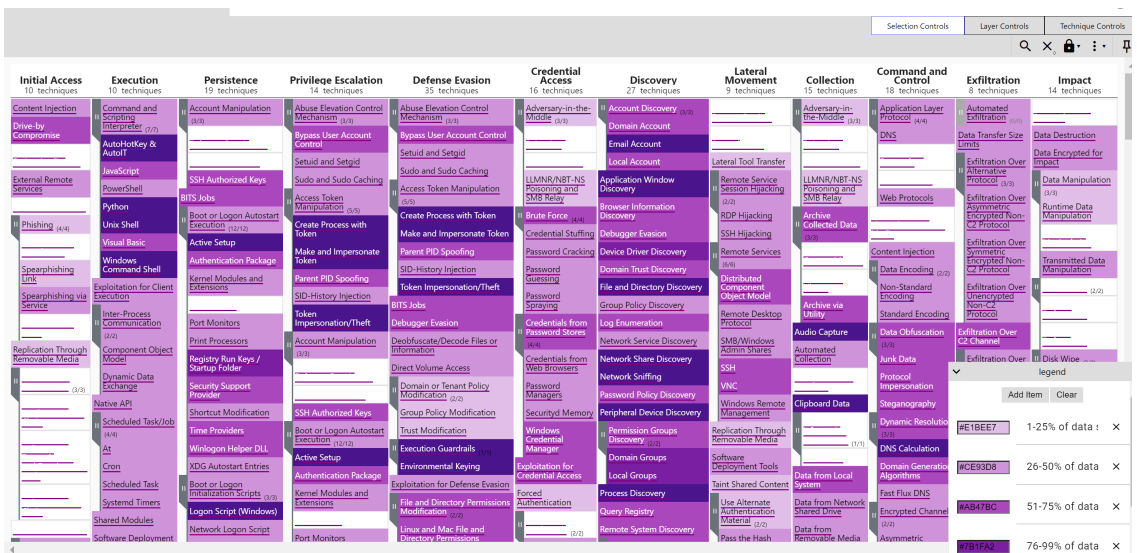 Selection Controls
Layer Controls
Technique Controls
Initial Access
10 techniques
Content Injection
Drive-by
Compromise
External Remote
Services
Phishing (4/4)
Spearphishing
Link
Spearphishing via
Service
Replication Through
Removable Media
(3/3)
Execution
10 techniques
Command and
Scripting
Interpreter (7/7)
AutoHotKey &
AutoIT
JavaScript
PowerShell
Python
Unix Shell
Visual Basic
Windows
Command Shell
Exploitation for Client
Execution
Inter-Process
Communication
(2/2)
Component Object
Model
Dynamic Data
Exchange
Native API
Scheduled Task/Job
(4/4)
At
Cron
Scheduled Task
Systemd Timers
Shared Modules
Software Deployment
Persistence
19 techniques
Account Manipulation
(3/3)
SSH Authorized Keys
BITS Jobs
Boot or Logon Autostart
Execution (12/12)
Active Setup
Authentication Package
Kernel Modules and
Extensions
Port Monitors
Print Processors
Registry Run Keys /
Startup Folder
Security Support
Provider
Shortcut Modification
Time Providers
Winlogon Helper DLL
XDG Autostart Entries
Boot or Logon
Initialization Scripts (3/3)
Logon Script (Windows)
Network Logon Script
Privilege Escalation
14 techniques
Abuse Elevation Control
Mechanism (3/3)
Bypass User Account
Control
Setuid and Setgid
Sudo and Sudo Caching
Access Token
Manipulation (5/5)
Create Process with
Token
Make and Impersonate
Token
Parent PID Spoofing
SID-History Injection
Token
Impersonation/Theft
Account Manipulation
(3/3)
SSH Authorized Keys
Boot or Logon Autostart
Execution (12/12)
Active Setup
Authentication Package
Kernel Modules and
Extensions
Port Monitors
Defense Evasion
35 techniques
Abuse Elevation Control
Mechanism (3/3)
Bypass User Account Control
Setuid and Setgid
Sudo and Sudo Caching
Access Token Manipulation
(5/5)
Create Process with Token
Make and Impersonate Token
Parent PID Spoofing
SID-History Injection
Token Impersonation/Theft
BITS Jobs
Debugger Evasion
Deobfuscate/Decode Files or
Information
Direct Volume Access
Domain or Tenant Policy
Modification (2/2)
Group Policy Modification
Trust Modification
Execution Guardrails
Environmental Keying
Exploitation for Defense Evasion
File and Directory Permissions
Modification (2/2)
Linux and Mac File and
Directory Permissions
Credential
Access
16 techniques
Adversary-in-the-
Middle (3/3)
LLMNR/NBT-NS
Poisoning and
SMB Relay
Brute Force (4/4)
Credential Stuffing
Password Cracking
Password
Guessing
Password
Spraying
Credentials from
Password Stores
(4/4)
Credentials from
Web Browsers
Password
Managers
Securityd Memory
Windows
Credential
Manager
Exploitation for
Credential Access
Forced
Authentication
(2/2)
Discovery
27 techniques
Account Discovery (3/3)
Domain Account
Email Account
Local Account
Application Window
Discovery
Browser Information
Discovery
Debugger Evasion
Device Driver Discovery
Domain Trust Discovery
File and Directory Discovery
Group Policy Discovery
Log Enumeration
Network Service Discovery
Network Share Discovery
Network Sniffing
Password Policy Discovery
Peripheral Device Discovery
Permission Groups
Discovery (2/2)
Domain Groups
Local Groups
Process Discovery
Query Registry
Remote System Discovery
Lateral
Movement
9 techniques
Lateral Tool Transfer
Remote Service
Session Hijacking
(2/2)
RDP Hijacking
SSH Hijacking
Remote Services
(6/6)
Distributed
Component
Object Model
Remote Desktop
Protocol
SMB/Windows
Admin Shares
SSH
VNC
Windows Remote
Management
Replication Through
Removable Media
Software
Deployment Tools
Taint Shared Content
Use Alternate
Authentication
Material (2/2)
Pass the Hash
Collection
15 techniques
Adversary-in-
the-Middle (3/3)
LLMNR/NBT-NS
Poisoning and
SMB Relay
Archive
Collected Data
(3/3)
Archive via
Utility
Audio Capture
Automated
Collection
Clipboard Data
(1/1)
Data from Local
System
Data from Network
Shared Drive
Data from
Removable Media
Command and
Control
18 techniques
Application Layer
Protocol (4/4)
DNS
Web Protocols
Content Injection
Data Encoding (2/2)
Non-Standard
Encoding
Standard Encoding
Data Obfuscation
(3/3)
Junk Data
Protocol
Impersonation
Steganography
Dynamic Resolutio
DNS Calculation
Domain Generatio
Algorithms
Fast Flux DNS
Encrypted Channel
(2/2)
Asymmetric
Exfiltration
8 techniques
Automated
Exfiltration
Data Transfer Size
Limits
Exfiltration Over
Alternative
Protocol (3/3)
Exfiltration Over
Asymmetric
Encrypted Non-
C2 Protocol
Exfiltration Over
Symmetric
Encrypted Non-
C2 Protocol
Exfiltration Over
Unencrypted
Non-C2
Protocol
Exfiltration Over
C2 Channel
Exfiltration Over
Impact
14 techniques
Data Destruction
Data Encrypted for
Impact
Data Manipulation
(3/3)
Runtime Data
Manipulation
Transmitted Data
Manipulation
(2/2)
Disk Wipe
legend
Add Item
Clear
#E1BEE7
1-25% of data
#CE93D8
26-50% of data
#AB47BC
51-75% of data
#7B1FA2
76-99% of data